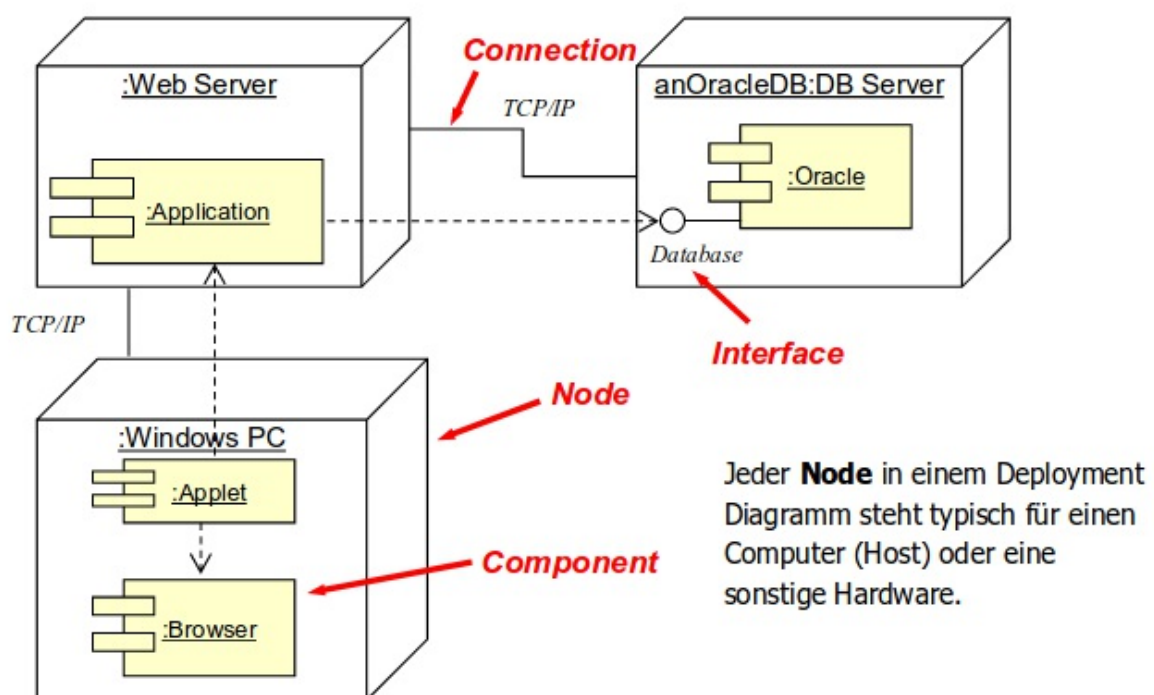 Connection
:Web Server
TCP/IP
anOracleDB:DB Server
:Oracle
:Application
Database
TCP/IP
Interface
Node
:Windows PC
:Applet
Component
:Browser
Jeder Node in einem Deployment
Diagramm steht typisch für einen
Computer (Host) oder eine
sonstige Hardware.